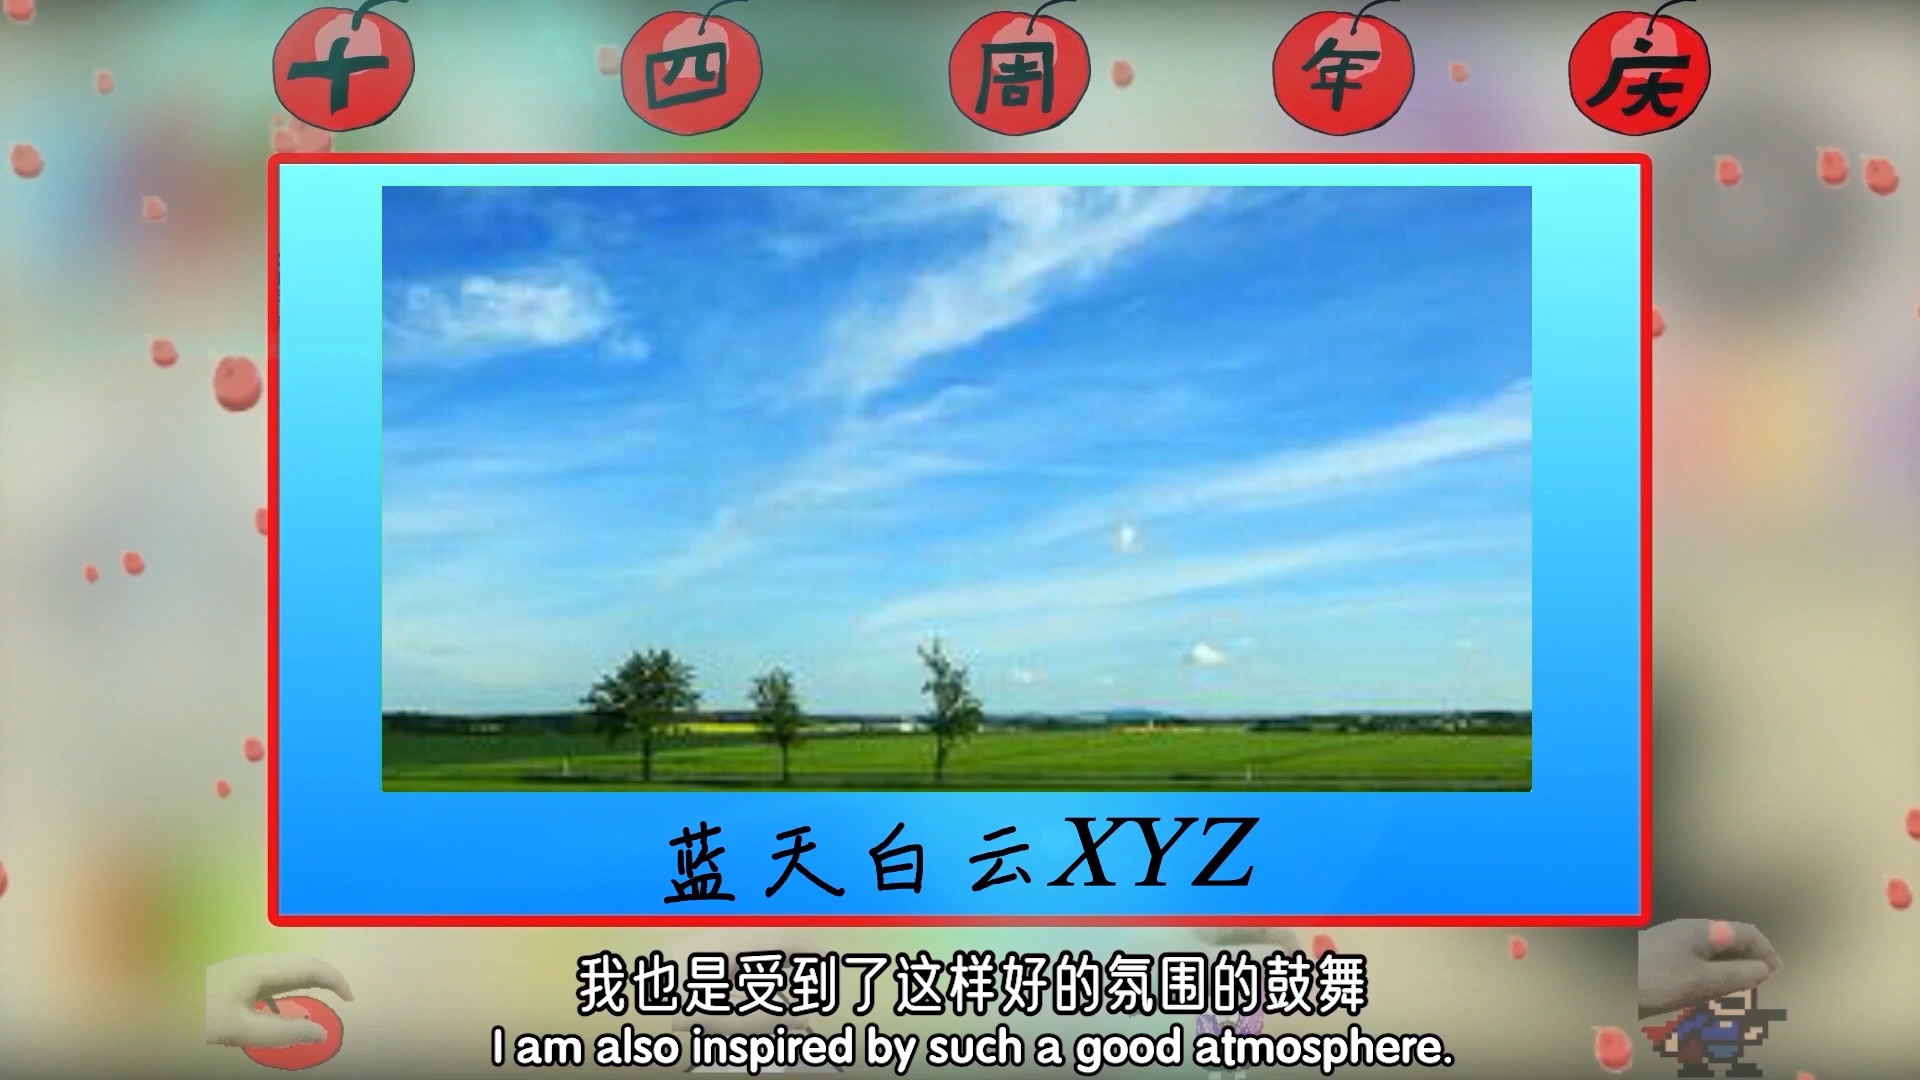 十四周年庆
蓝天白云XYZ
我也是受到了这样好的氛围的鼓舞
I am also inspired by such a good atmosphere.